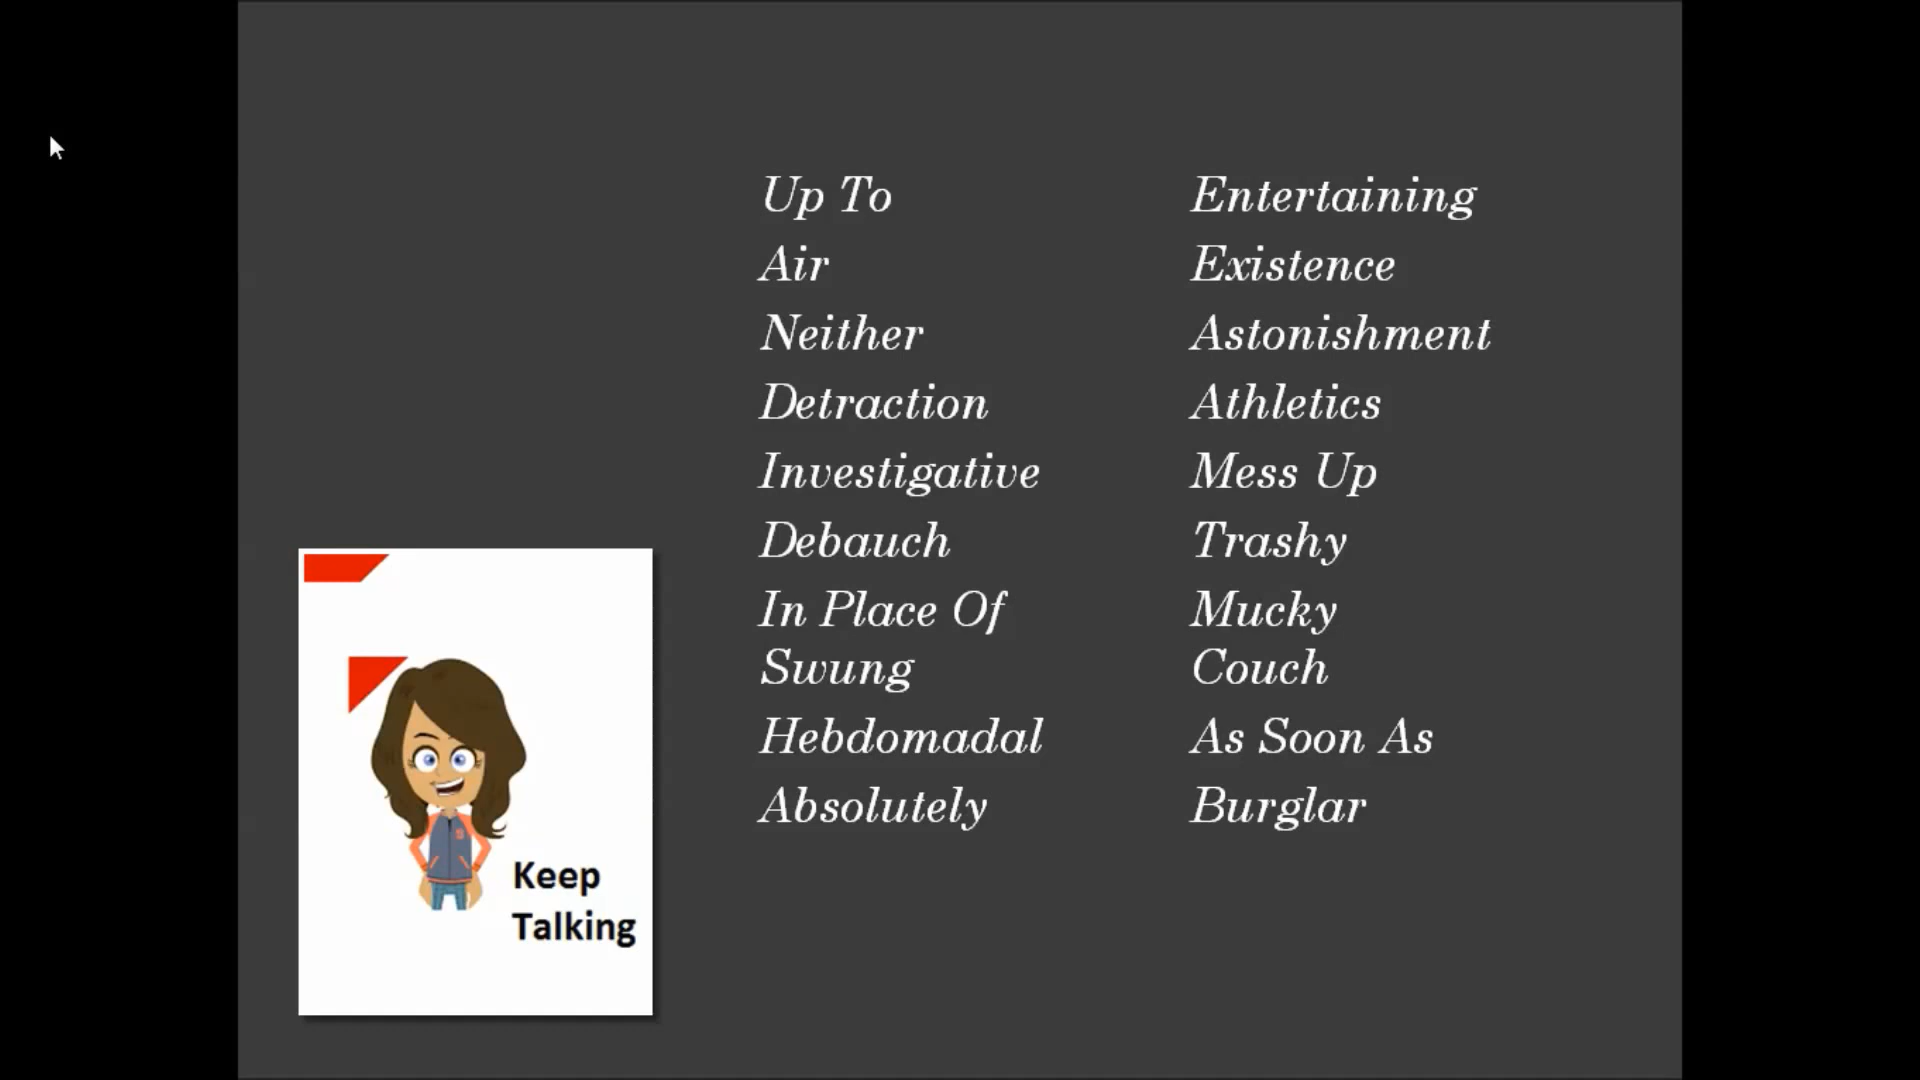 Up To
Air
Neither
Detraction
Investigative
Debauch
In Place Of
Swung
Hebdomadal
Absolutely
Entertaining
Existence
Astonishment
Athletics
Mess Up
Trashy
Mucky
Couch
As Soon As
Burglar
Keep
Talking